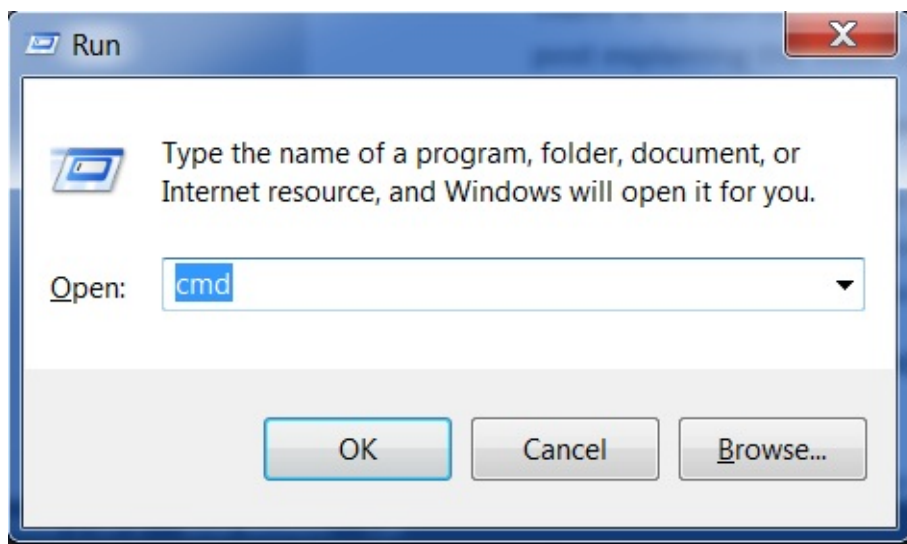 Run
Type the name of a program, folder, document, or
Internet resource, and Windows will open it for you.
Open: cmd
OK Cancel Browse...